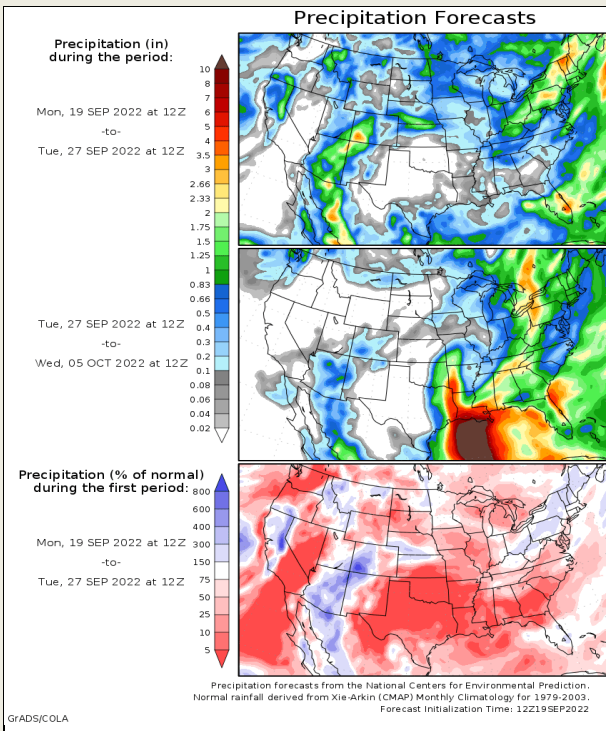 Precipitation Forecasts
Precipitation (in)
during the period:
Mon, 19 SEP 2022 at 12Z
-to-
Tue, 27 SEP 2022 at 12Z
10
8
7
6
5
4
3.5
3
2.66
2.33
2
1.75
1.5
1.25
1
0.83
0.66
0.5
0.4
0.3
0.2
0.1
0.08
0.06
0.04
0.02
Tue, 27 SEP 2022 at 12Z
-to-
Wed, 05 OCT 2022 at 12Z
Precipitation (% of normal)
during the first period:
Mon, 19 SEP 2022 at 12Z
-to-
Tue, 27 SEP 2022 at 12Z
800
600
400
300
150
75
50
25
10
5
Precipitation forecasts from the National Centers for Environmental Prediction.
Normal rainfall derived from Xie-Arkin (CMAP) Monthly Climatology for 1979-2003.
Forecast Initialization Time: 12Z19SEP2022
GrADS/COLA